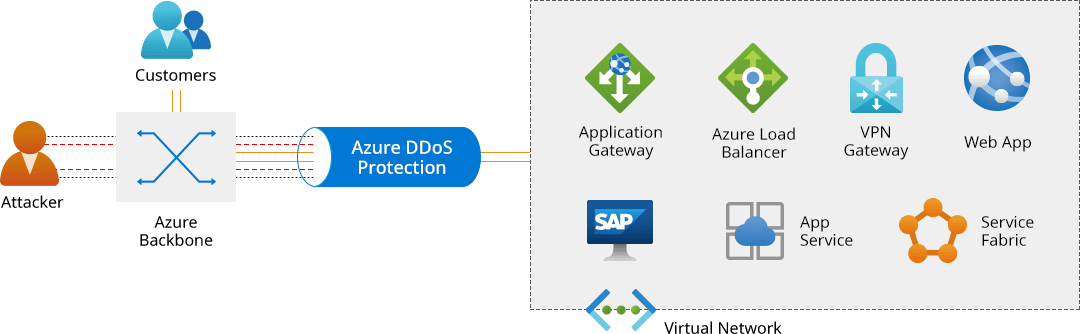 Customers
Attacker
Azure
Backbone
Azure DDoS
Protection
Application
Gateway
Azure Load
Balancer
VPN
Gateway
Web App
SAP
App
Service
Service
Fabric
Virtual Network